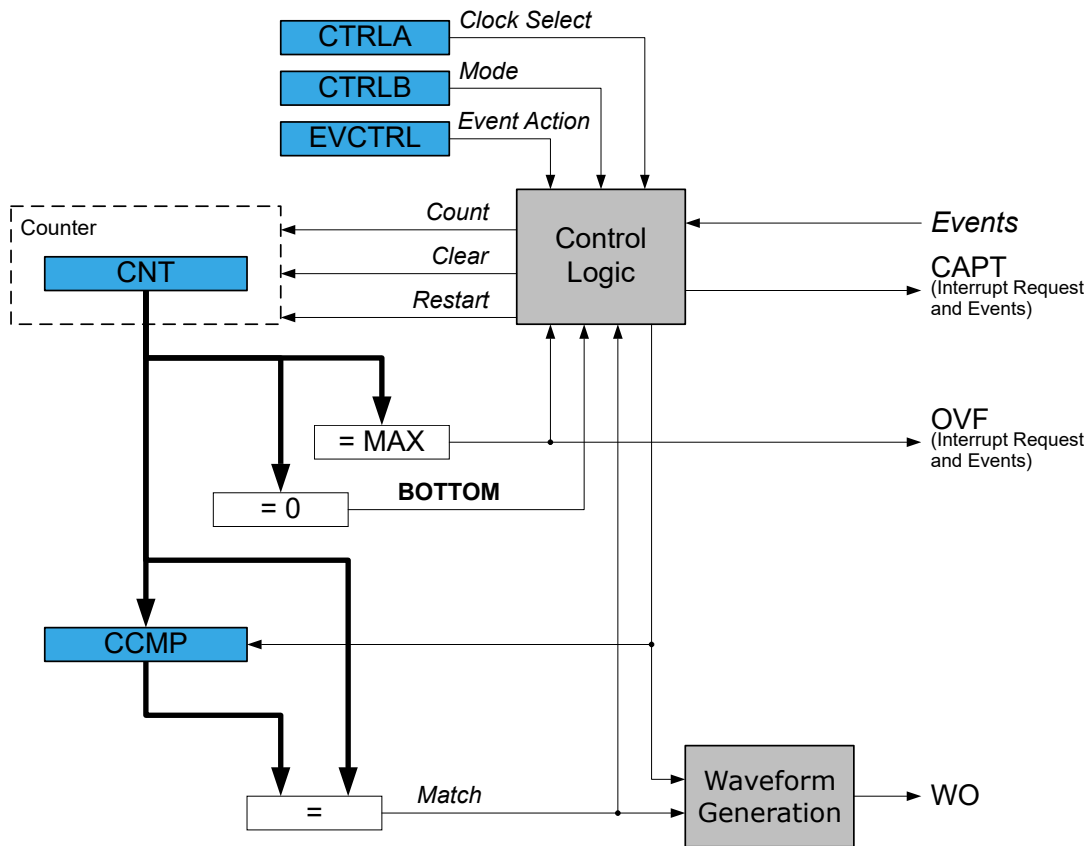 CTRLA
Clock Select
CTRLB
Mode
EVCTRL
Event Action
Counter
CNT
Count
Clear
Restart
Control
Logic
Events
CAPT
(Interrupt Request
and Events)
= MAX
OVF
(Interrupt Request
and Events)
= 0
BOTTOM
CCMP
=
Match
Waveform
Generation
WO